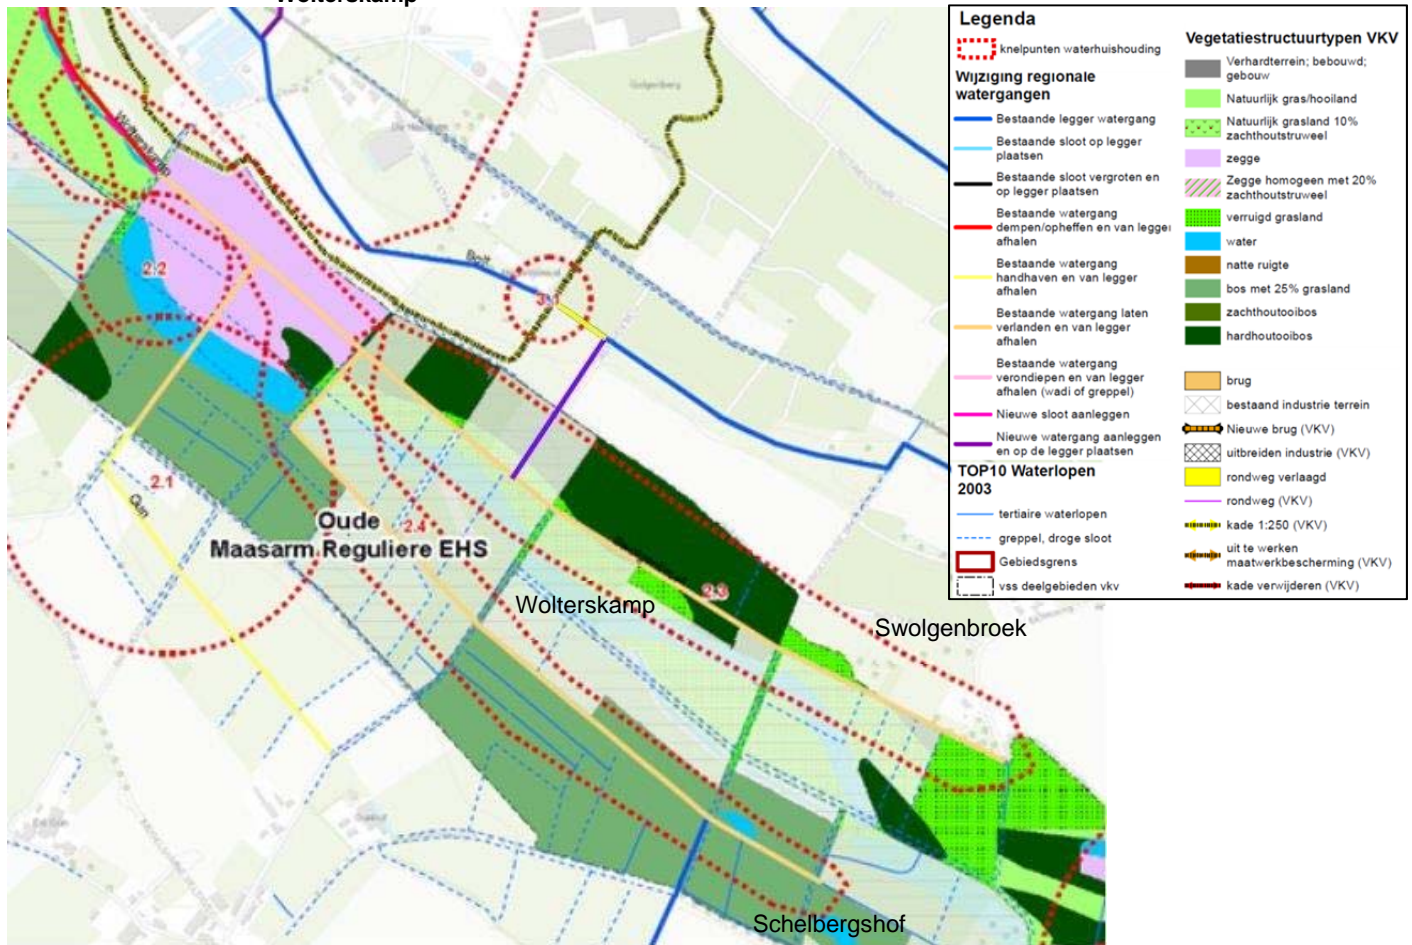 Wolterskamp
Wolterskamp
Golgenberg
Bolt
2.2
3.1
2.1
Quin
2.4
Oude
Maasarm Reguliere EHS
2.3
Wolterskamp
Swolgenbroek
Schelbergshof
Legenda
knelpunten waterhuishouding
Wijziging regionale
watergangen
Bestaande legger watergang
Bestaande sloot op legger
plaatsen
Bestaande sloot vergroten en
op legger plaatsen
Bestaande watergang
dempen/opheffen en van legger
afhalen
Bestaande watergang
handhaven en van legger
afhalen
Bestaande watergang laten
verlanden en van legger
afhalen
Bestaande watergang
verondiepen en van legger
afhalen (wadi of greppel)
Nieuwe sloot aanleggen
Nieuwe watergang aanleggen
en op de legger plaatsen
TOP10 Waterlopen
2003
tertiaire waterlopen
greppel, droge sloot
Gebiedsgrens
vss deelgebieden vkv
Vegetatiestructuurtypen VKV
Verhardterrein; bebouwd;
gebouw
Natuurlijk gras/hooiland
Natuurlijk grasland 10%
zachthoutstruweel
zegge
Zegge homogeen met 20%
zachthoutstruweel
verruigd grasland
water
natte ruigte
bos met 25% grasland
zachthoutooibos
hardhoutooibos
brug
bestaand industrie terrein
Nieuwe brug (VKV)
uitbreiden industrie (VKV)
rondweg verlaagd
rondweg (VKV)
kade 1:250 (VKV)
uit te werken
maatwerkbescherming (VKV)
kade verwijderen (VKV)